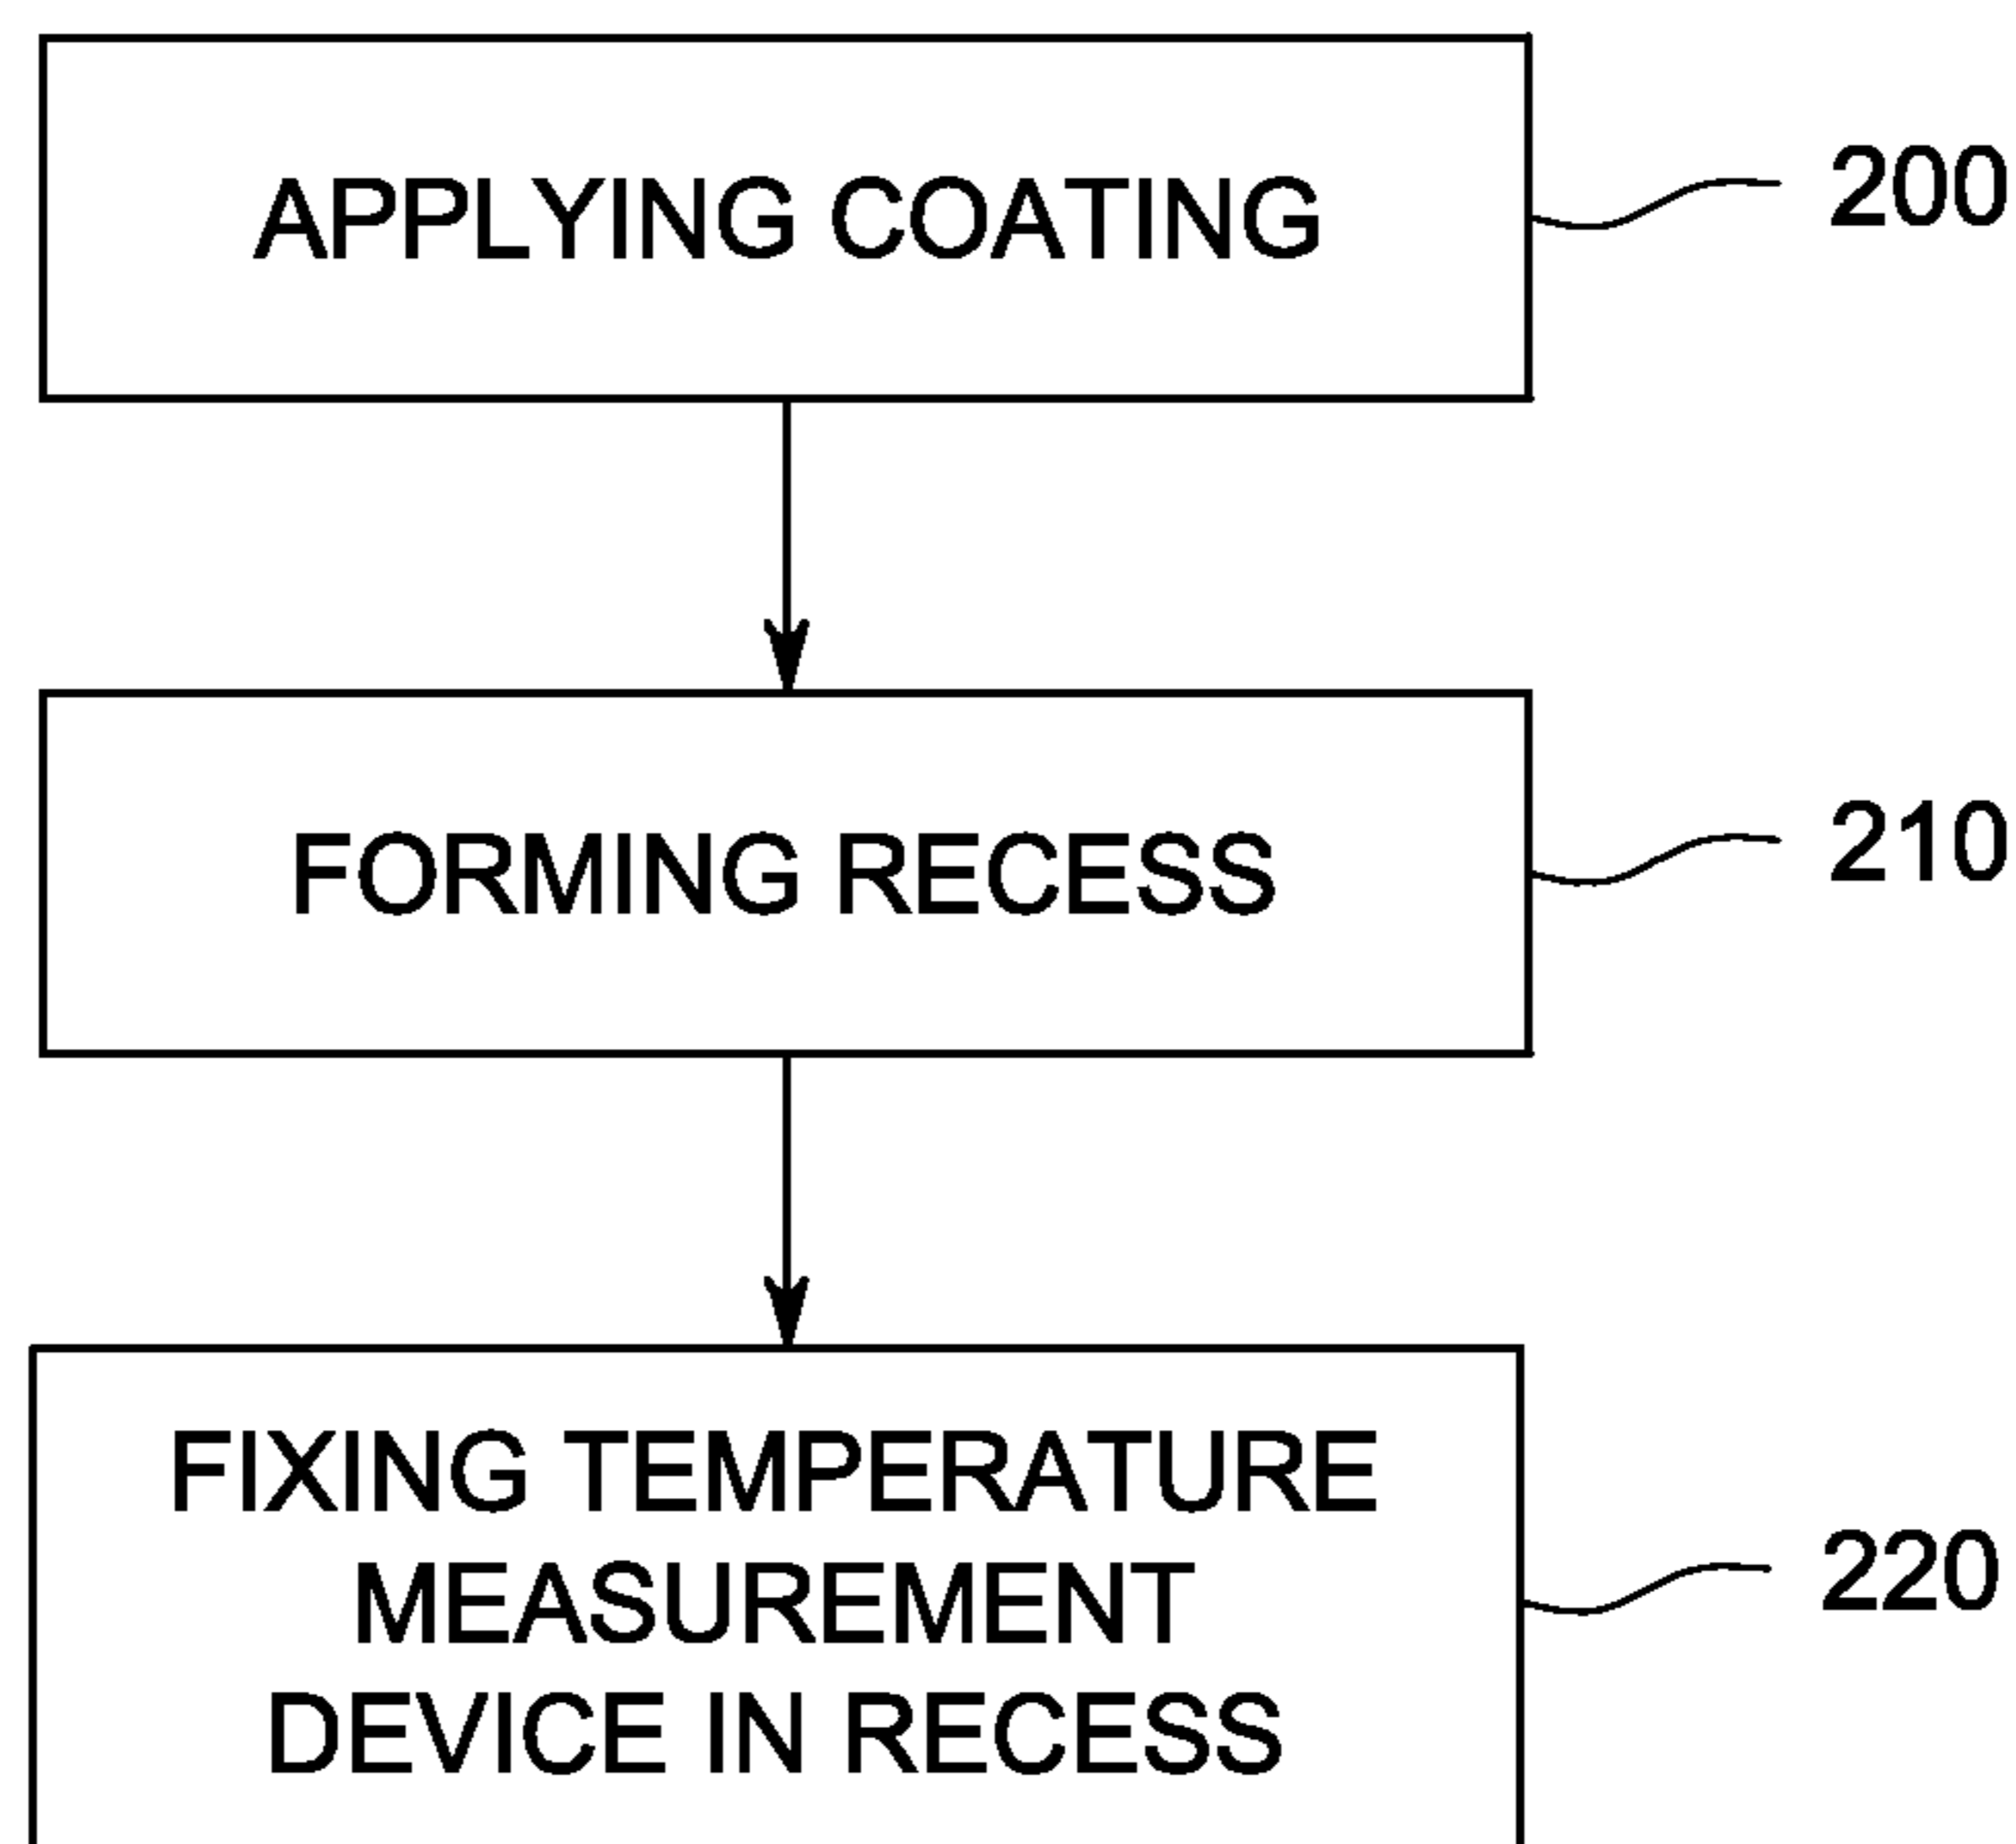 APPLYING COATING
200
FORMING RECESS
210
FIXING TEMPERATURE
MEASUREMENT
DEVICE IN RECESS
220